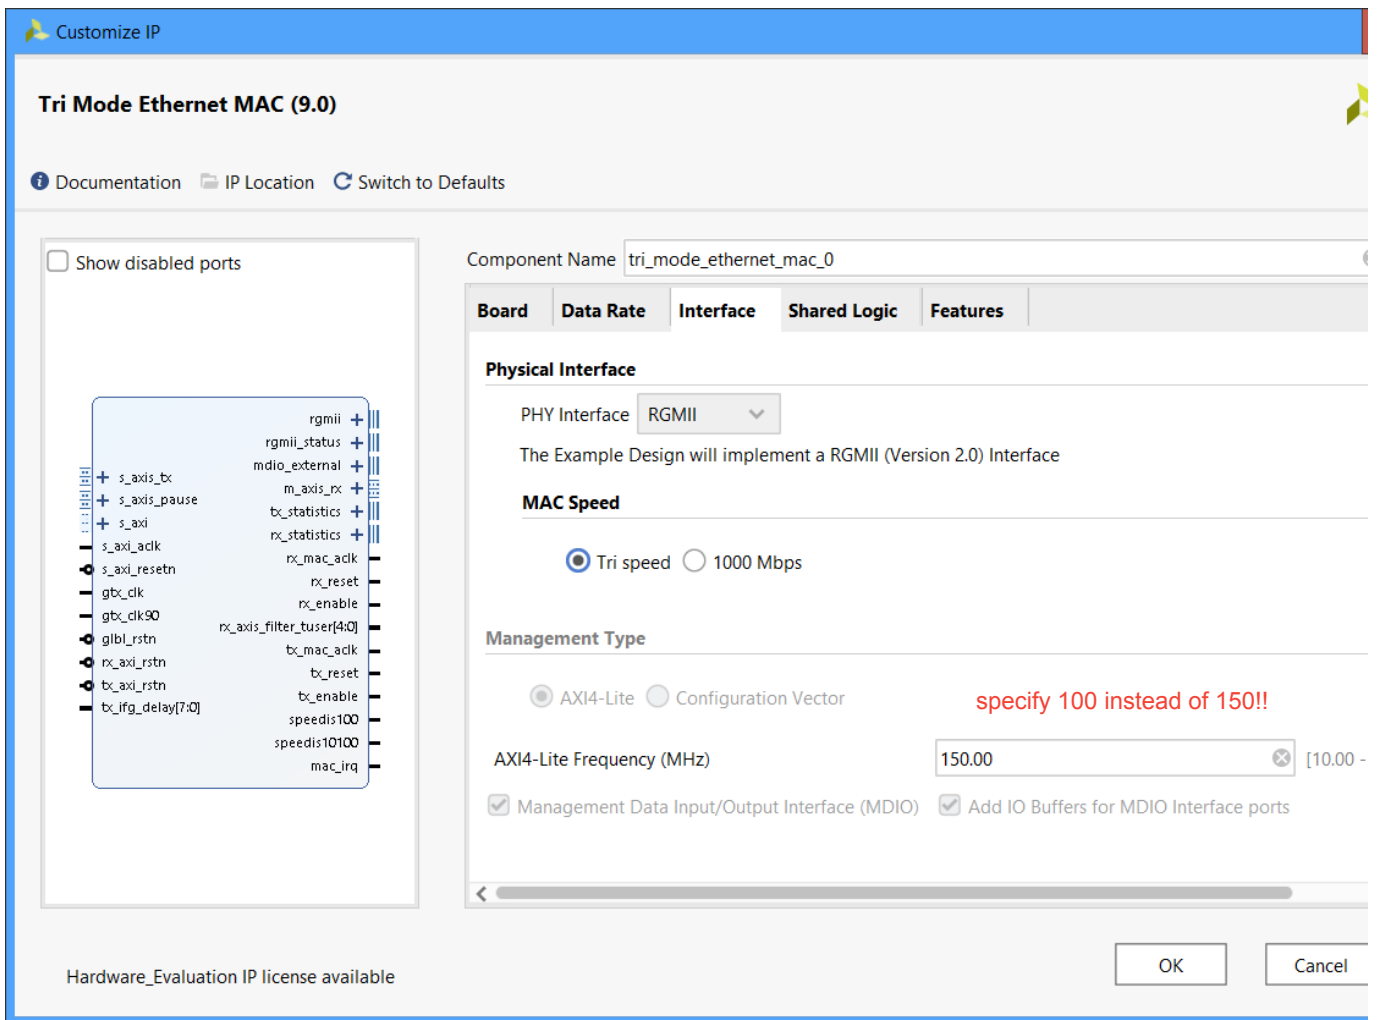 Customize IP
Tri Mode Ethernet MAC (9.0)
Documentation IP Location Switch to Defaults
Show disabled ports
Component Name tri_mode_ethernet_mac_0
Board Data Rate Interface Shared Logic Features
Physical Interface
PHY Interface RGMII
The Example Design will implement a RGMII (Version 2.0) Interface
MAC Speed
Tri speed 1000 Mbps
Management Type
AXI4-Lite Configuration Vector
specify 100 instead of 150!!
AXI4-Lite Frequency (MHz) 150.00 [10.00 -
Management Data Input/Output Interface (MDIO) Add IO Buffers for MDIO Interface ports
s_axis_tx
s_axis_pause
s_axi
s_axi_aclk
s_axi_resetn
gtx_clk
gtx_clk90
glbl_rstn
rx_axi_rstn
tx_axi_rstn
tx_ifg_delay[7:0]
rgmii
rgmii_status
mdio_external
m_axis_rx
tx_statistics
rx_statistics
rx_mac_aclk
rx_reset
rx_enable
rx_axis_filter_tuser[4:0]
tx_mac_aclk
tx_reset
tx_enable
speedis100
speedis10100
mac_irq
Hardware_Evaluation IP license available
OK Cancel